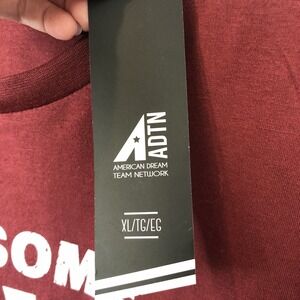 ADTN
AMERICAN DREAM
TEAM NETWORK
XL/TG/EG
SOM